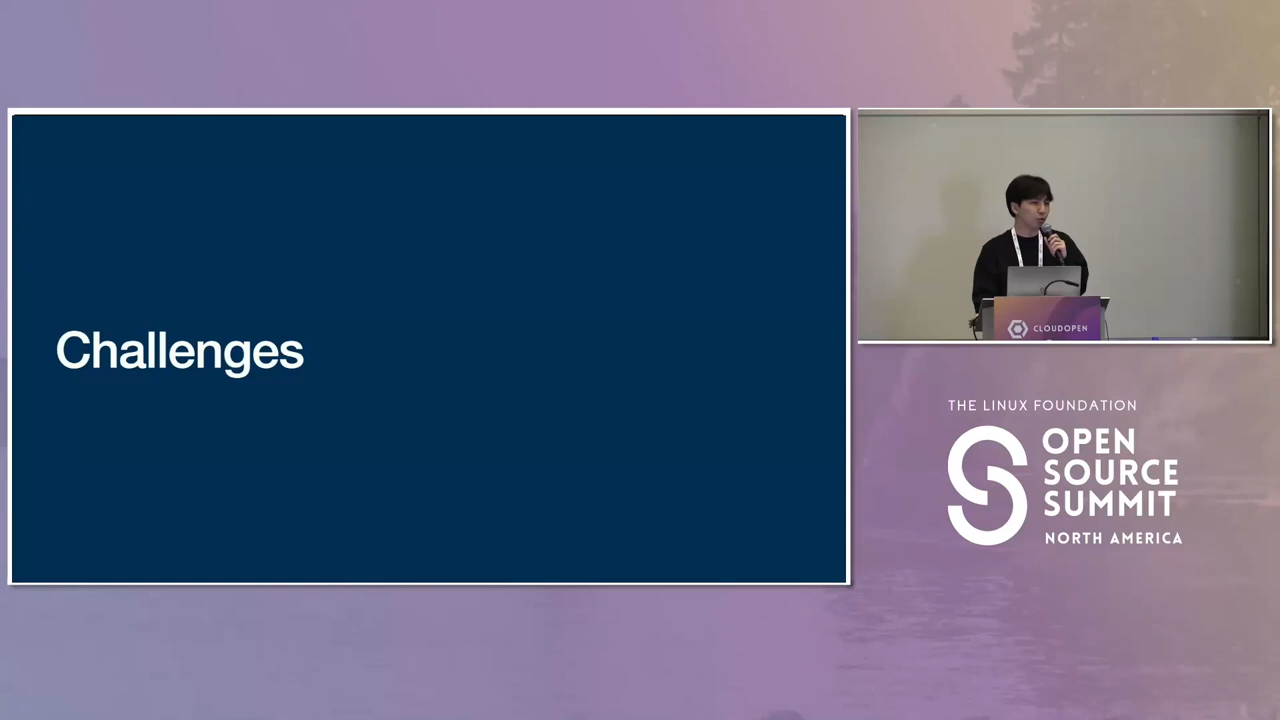 Challenges
CLOUDOPEN
THE LINUX FOUNDATION
OPEN
SOURCE
SUMMIT
NORTH AMERICA